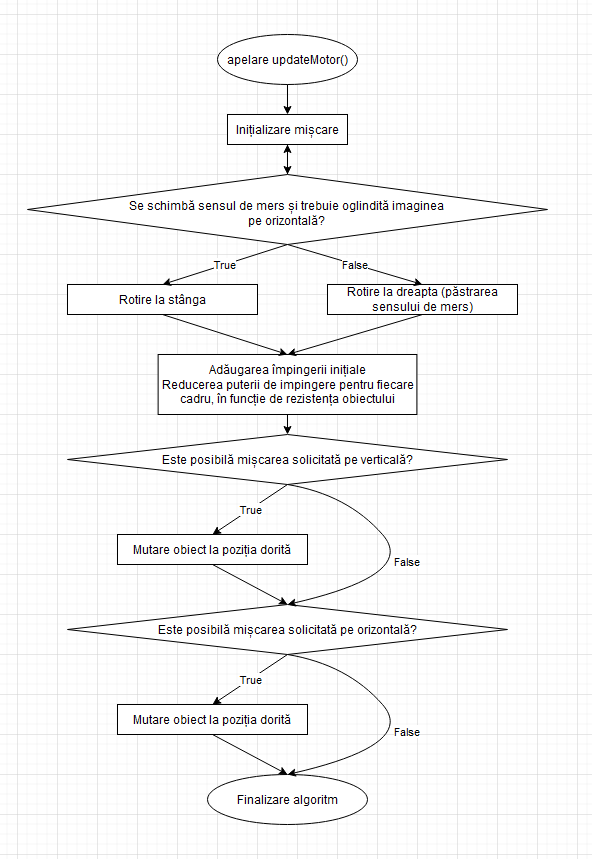 apelare updateMotor()
Inițializare mișcare
Se schimbă sensul de mers și trebuie oglindită imaginea
pe orizontală?
True
False
Rotire la stânga
Rotire la dreapta (păstrarea
sensului de mers)
Adăugarea împingerii inițiale
Reducerea puterii de impingere pentru fiecare
cadru, în funcție de rezistența obiectului
Este posibilă mișcarea solicitată pe verticală?
True
Mutare obiect la poziția dorită
False
Este posibilă mișcarea solicitată pe orizontală?
True
Mutare obiect la poziția dorită
False
Finalizare algoritm